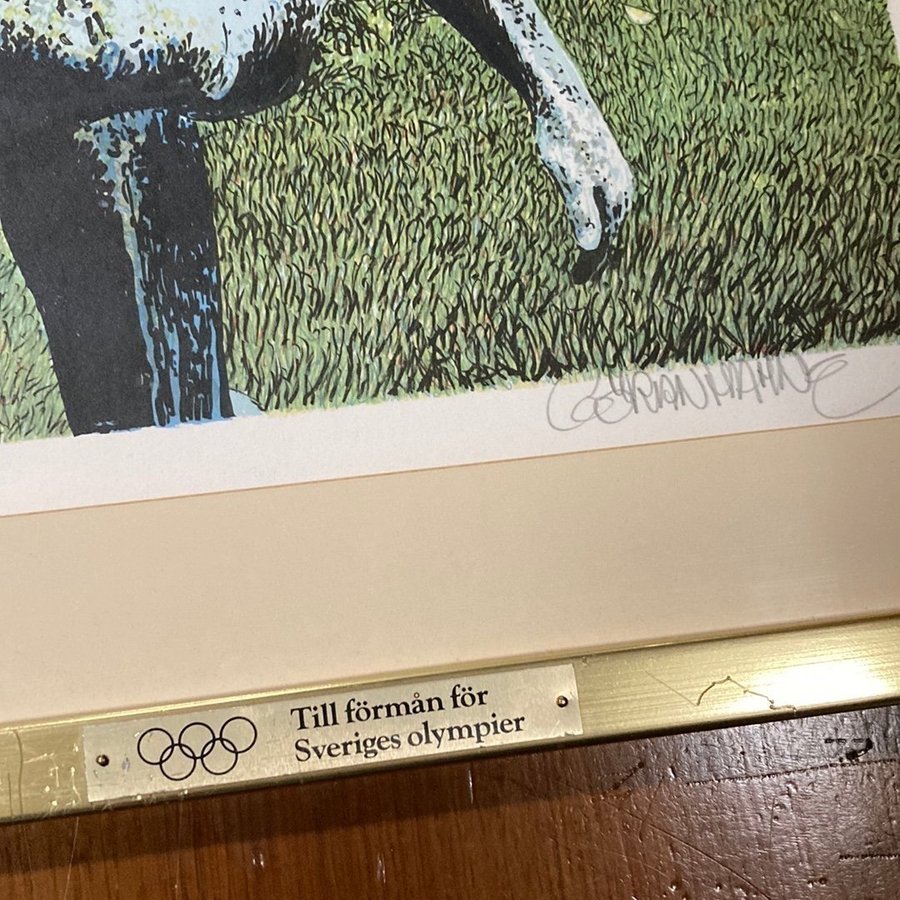 Till förmån för
Sveriges olympier